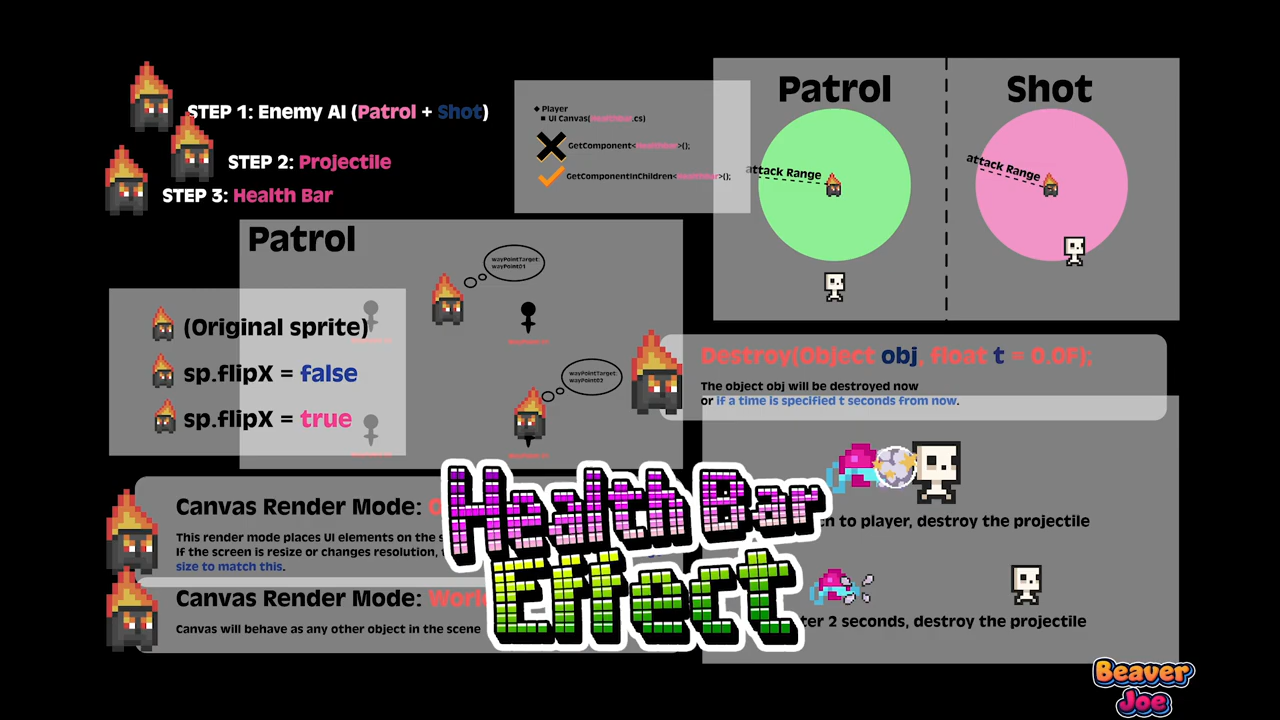 STEP 1: Enemy AI (Patrol + Shot)
STEP 2: Projectile
STEP 3: Health Bar
Player
UI Canvas(HealthBar.cs)
GetComponent<HealthBar>();
GetComponentInChildren<HealthBar>();
Patrol
Shot
attack Range
attack Range
Patrol
wayPointTarget:
wayPoint01
wayPointTarget:
wayPoint02
(Original sprite)
sp.flipX = false
sp.flipX = true
Destroy(Object obj, float t = 0.0F);
The object obj will be destroyed now
or if a time is specified t seconds from now.
to player, destroy the projectile
2 seconds, destroy the projectile
Canvas Render Mode:
This render mode places UI elements on the
If the screen is resize or changes resolution,
size to match this.
Canvas Render Mode: World
Canvas will behave as any other object in the scene
Health Bar
Effect
Beaver
Joe